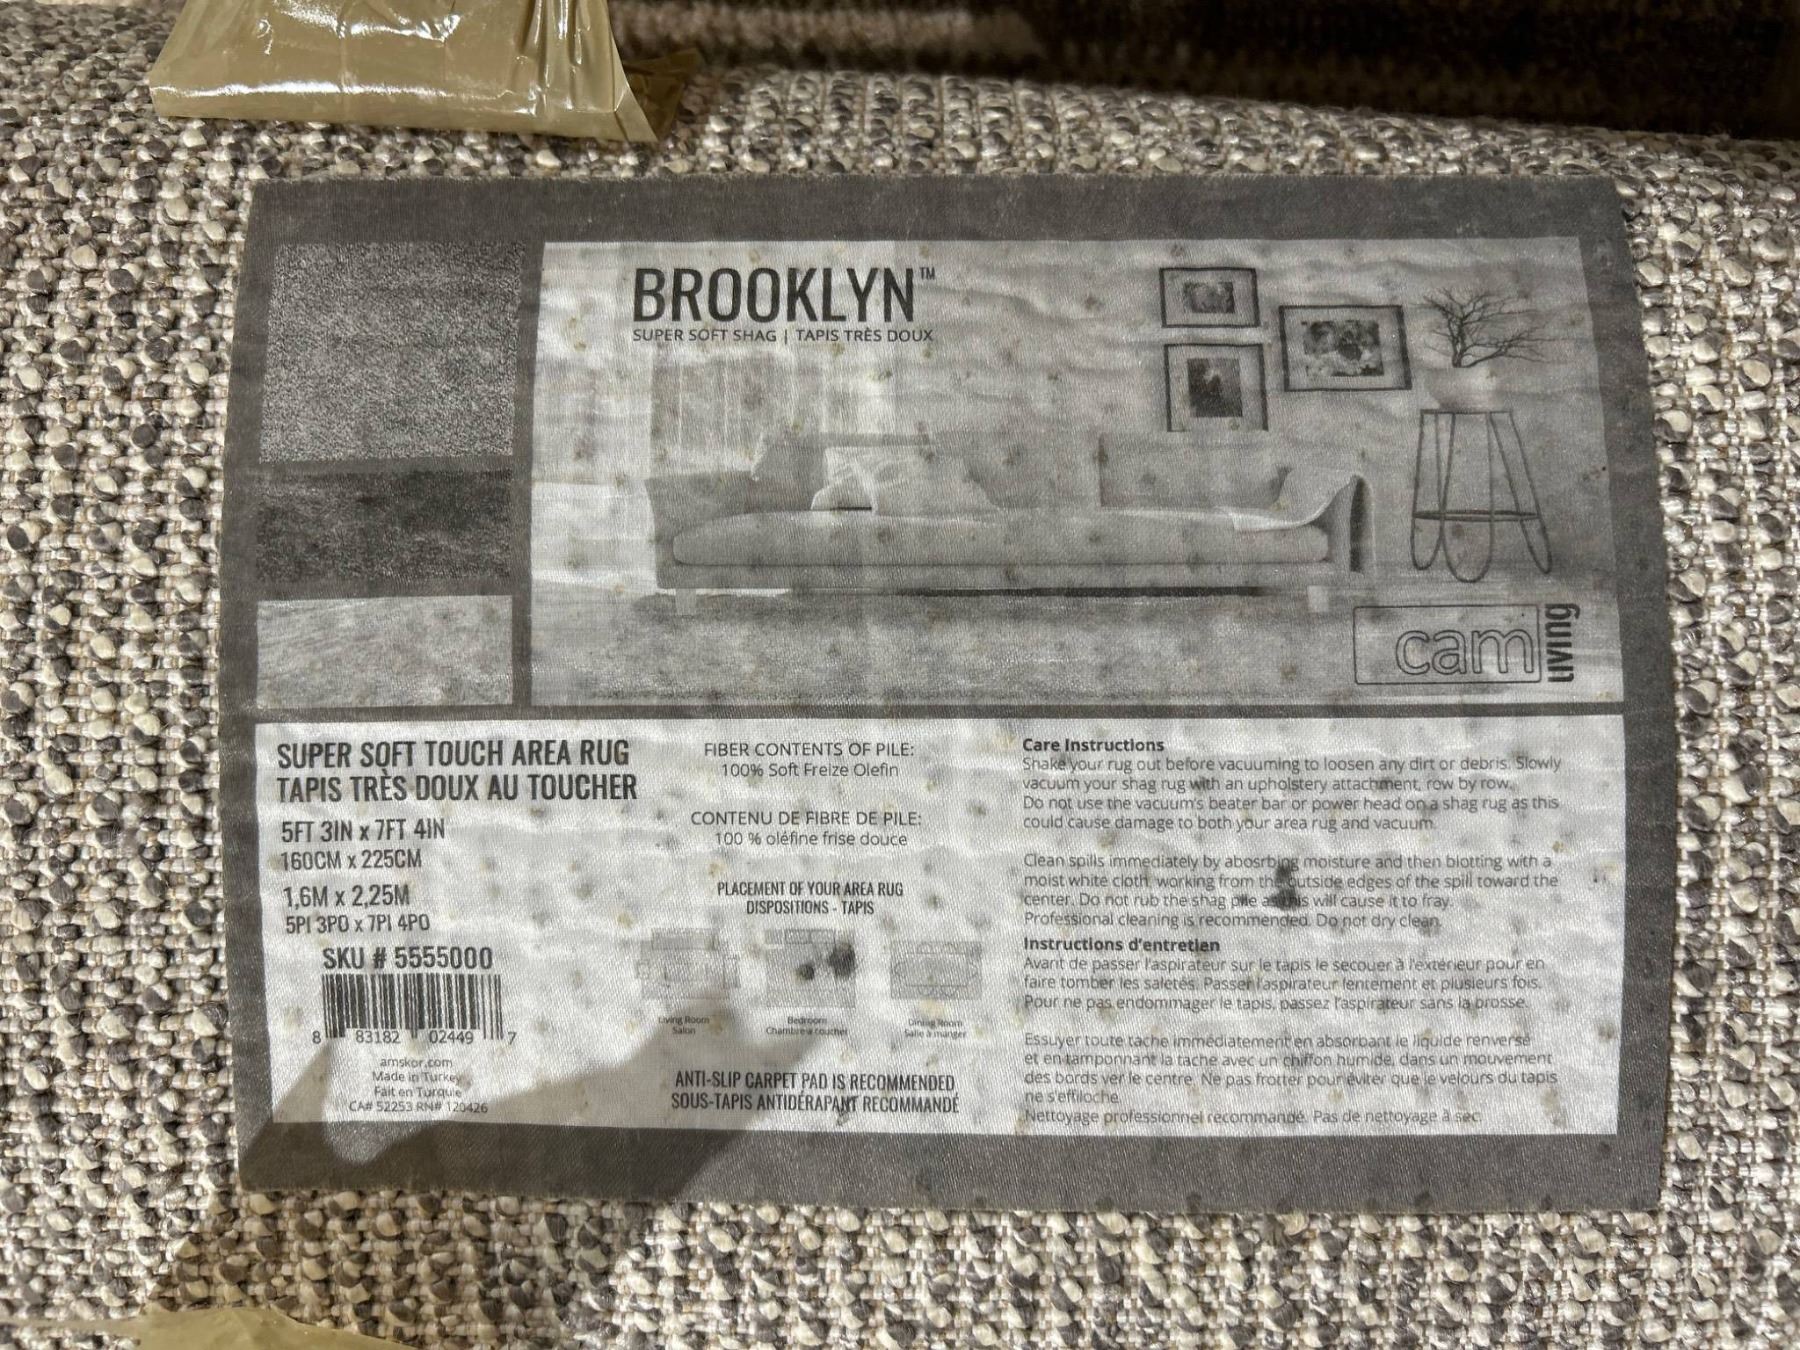 BROOKLYN™
SUPER SOFT SHAG | TAPIS TRÈS DOUX
cam
living
SUPER SOFT TOUCH AREA RUG
TAPIS TRÈS DOUX AU TOUCHER
5FT 3IN x 7FT 4IN
160CM x 225CM
1,6M x 2,25M
5PI 3PO x 7PI 4PO
SKU # 5555000
8 83182 02449 7
amskor.com
Made in Turkey
Fait en Turquie
CA# 52253 RN# 120426
FIBER CONTENTS OF PILE:
100% Soft Freize Olefin
CONTENU DE FIBRE DE PILE:
100 % oléfine frise douce
PLACEMENT OF YOUR AREA RUG
DISPOSITIONS - TAPIS
Living Room
Salon
Bedroom
Chambre a coucher
Dining Room
Salle à manger
ANTI-SLIP CARPET PAD IS RECOMMENDED
SOUS-TAPIS ANTIDÉRAPANT RECOMMANDÉ
Care Instructions
Shake your rug out before vacuuming to loosen any dirt or debris. Slowly
vacuum your shag rug with an upholstery attachment, row by row.
Do not use the vacuum's beater bar or power head on a shag rug as this
could cause damage to both your area rug and vacuum.
Clean spills immediately by abosrbing moisture and then blotting with a
moist white cloth, working from the outside edges of the spill toward the
center. Do not rub the shag pile as this will cause it to fray.
Professional cleaning is recommended. Do not dry clean.
Instructions d'entretien
Avant de passer l'aspirateur sur le tapis le secouer à l'extérieur pour en
faire tomber les saletés. Passer l'aspirateur lentement et plusieurs fois.
Pour ne pas endommager le tapis, passez l'aspirateur sans la brosse.
Essuyer toute tache immédiatement en absorbant le liquide renversé
et en tamponnant la tache avec un chiffon humide, dans un mouvement
des bords ver le centre. Ne pas frotter pour éviter que le velours du tapis
ne s'effiloche.
Nettoyage professionnel recommandé. Pas de nettoyage à sec.